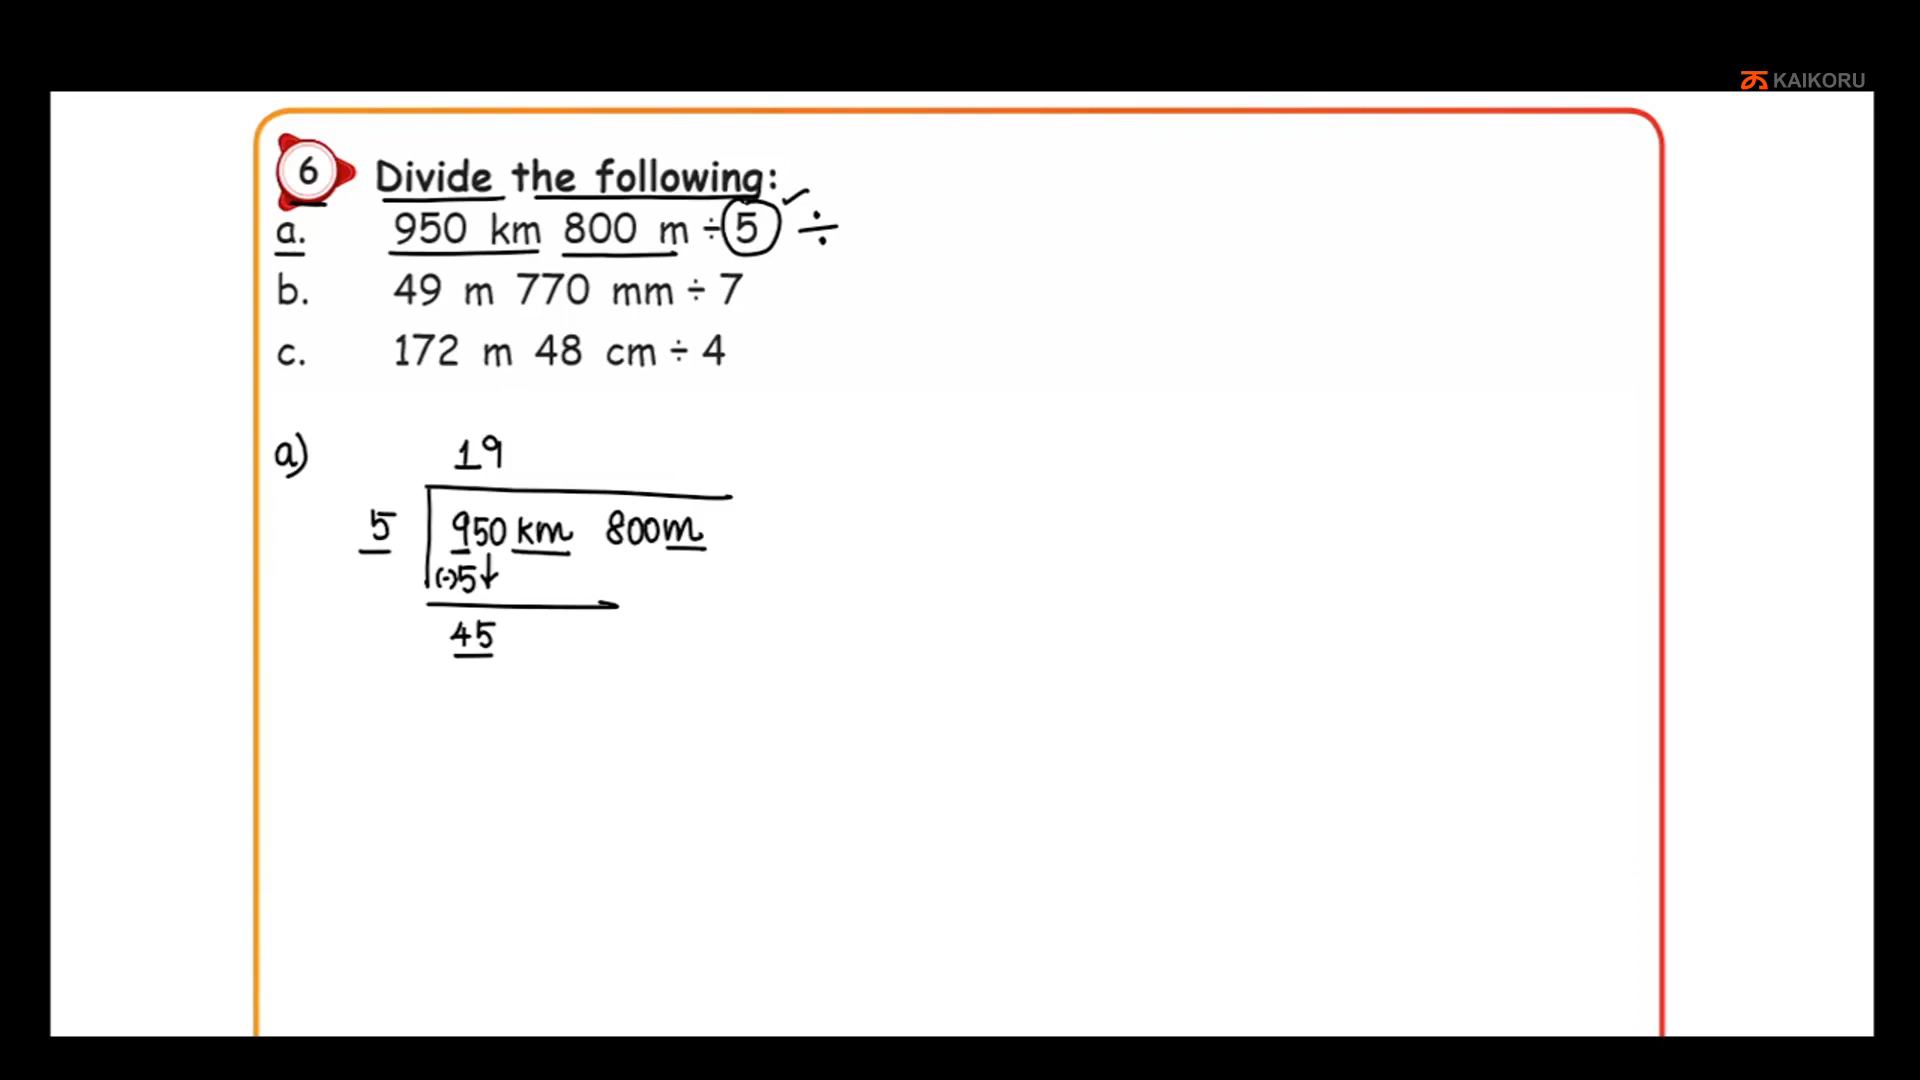 KAIKORU
6 Divide the following:
a. 950 km 800 m ÷ 5 ÷
b. 49 m 770 mm ÷ 7
c. 172 m 48 cm ÷ 4
a) 19
5 950 km 800 m
(-)5
45